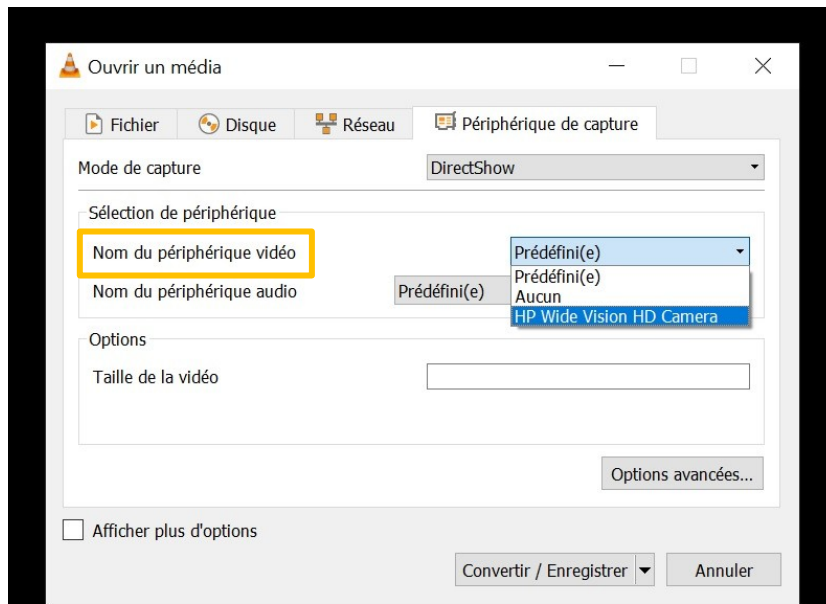 Ouvrir un média
Fichier Disque Réseau Périphérique de capture
Mode de capture DirectShow
Sélection de périphérique
Nom du périphérique vidéo Prédéfini(e)
Prédéfini(e)
Nom du périphérique audio Prédéfini(e) Aucun
HP Wide Vision HD Camera
Options
Taille de la vidéo
Options avancées...
Afficher plus d'options
Convertir / Enregistrer Annuler